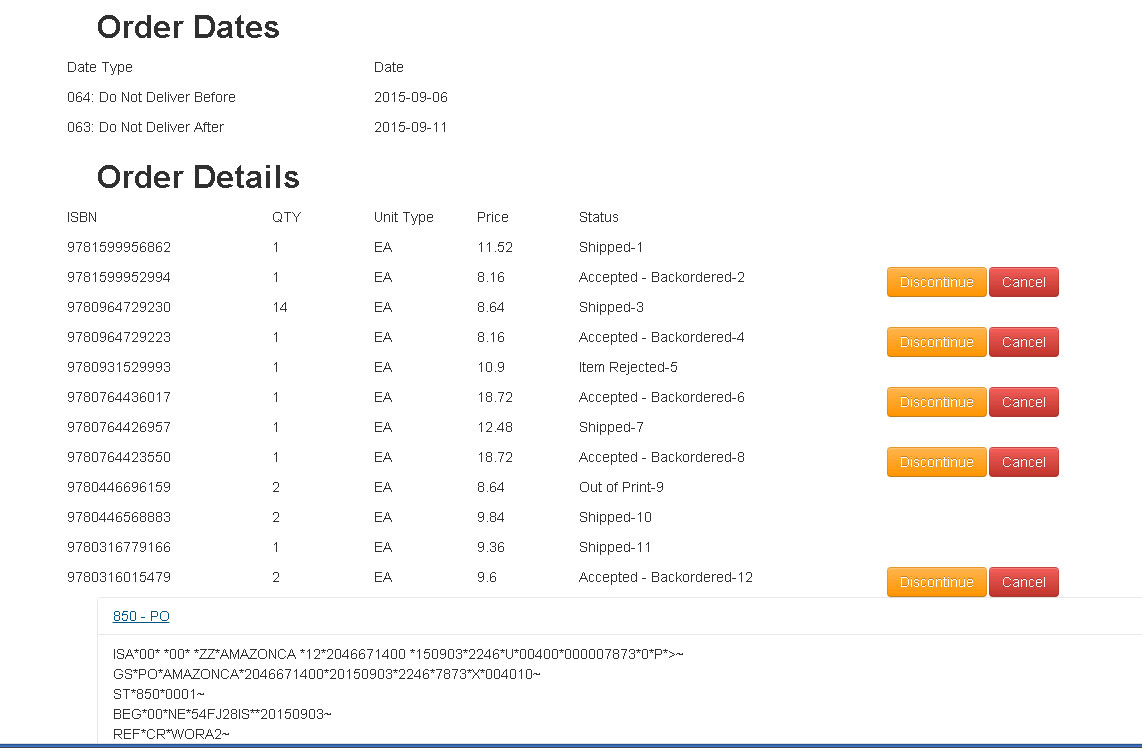 Order Dates
Date Type Date
064: Do Not Deliver Before 2015-09-06
063: Do Not Deliver After 2015-09-11
Order Details
ISBN QTY Unit Type Price Status
9781599956862 1 EA 11.52 Shipped-1
9781599952994 1 EA 8.16 Accepted - Backordered-2 Discontinue Cancel
9780964729230 14 EA 8.64 Shipped-3
9780964729223 1 EA 8.16 Accepted - Backordered-4 Discontinue Cancel
9780931529993 1 EA 10.9 Item Rejected-5
9780764436017 1 EA 18.72 Accepted - Backordered-6 Discontinue Cancel
9780764426957 1 EA 12.48 Shipped-7
9780764423550 1 EA 18.72 Accepted - Backordered-8 Discontinue Cancel
9780446696159 2 EA 8.64 Out of Print-9
9780446568883 2 EA 9.84 Shipped-10
9780316779166 1 EA 9.36 Shipped-11
9780316015479 2 EA 9.6 Accepted - Backordered-12 Discontinue Cancel
850 - PO
ISA*00* *00* *ZZ*AMAZONCA *12*2046671400 *150903*2246*U*00400*000007873*0*P*>~
GS*PO*AMAZONCA*2046671400*20150903*2246*7873*X*004010~
ST*850*0001~
BEG*00*NE*54FJ28IS**20150903~
REF*CR*WORA2~